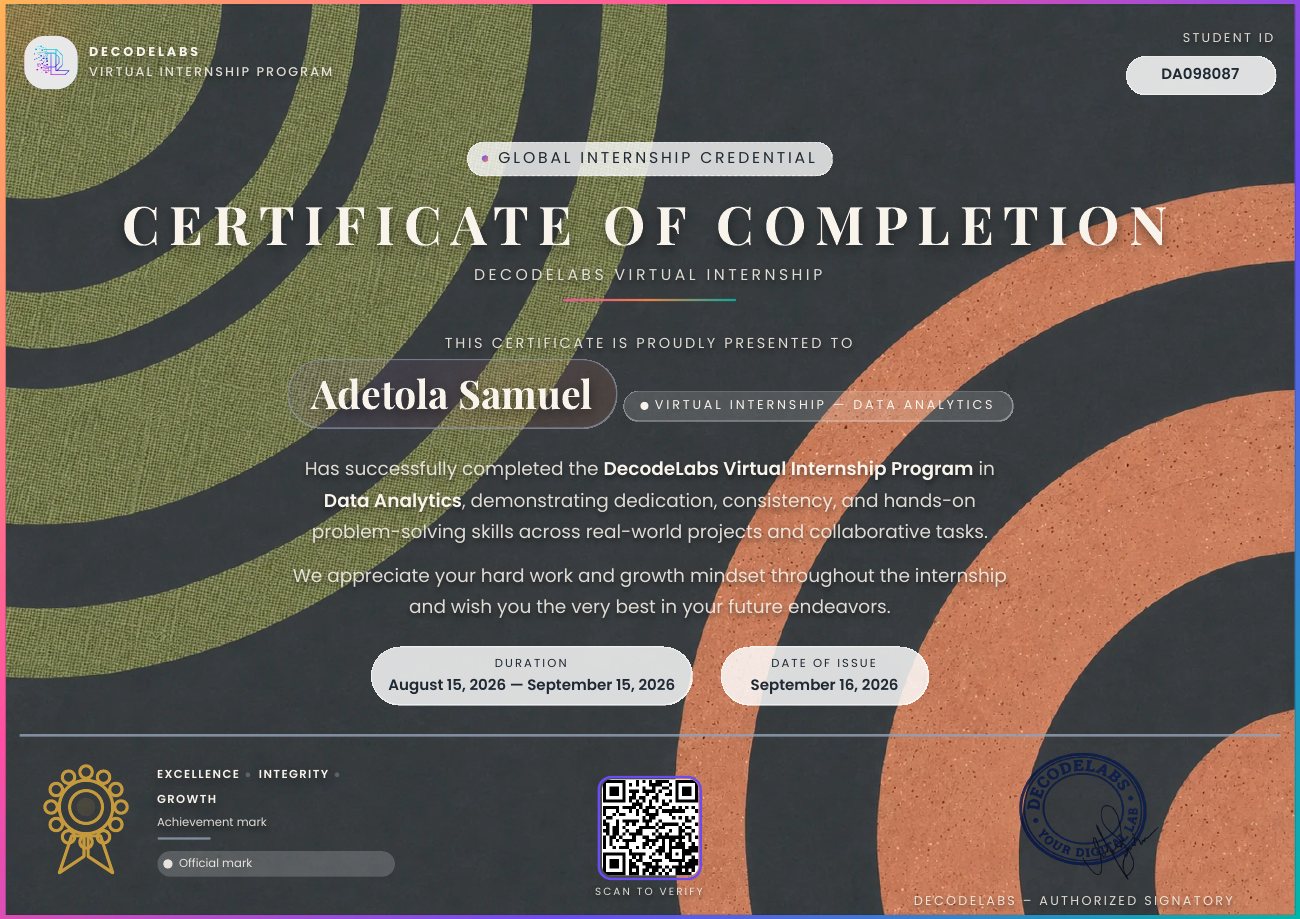 DECODELABS
VIRTUAL INTERNSHIP PROGRAM
STUDENT ID
DA098087
GLOBAL INTERNSHIP CREDENTIAL
CERTIFICATE OF COMPLETION
DECODELABS VIRTUAL INTERNSHIP
THIS CERTIFICATE IS PROUDLY PRESENTED TO
Adetola Samuel
VIRTUAL INTERNSHIP — DATA ANALYTICS
Has successfully completed the DecodeLabs Virtual Internship Program in
Data Analytics, demonstrating dedication, consistency, and hands-on
problem-solving skills across real-world projects and collaborative tasks.
We appreciate your hard work and growth mindset throughout the internship
and wish you the very best in your future endeavors.
DURATION
August 15, 2026 — September 15, 2026
DATE OF ISSUE
September 16, 2026
EXCELLENCE • INTEGRITY •
GROWTH
Achievement mark
Official mark
SCAN TO VERIFY
• DECODELABS •
YOUR DIGITAL LAB
DECODELABS – AUTHORIZED SIGNATORY